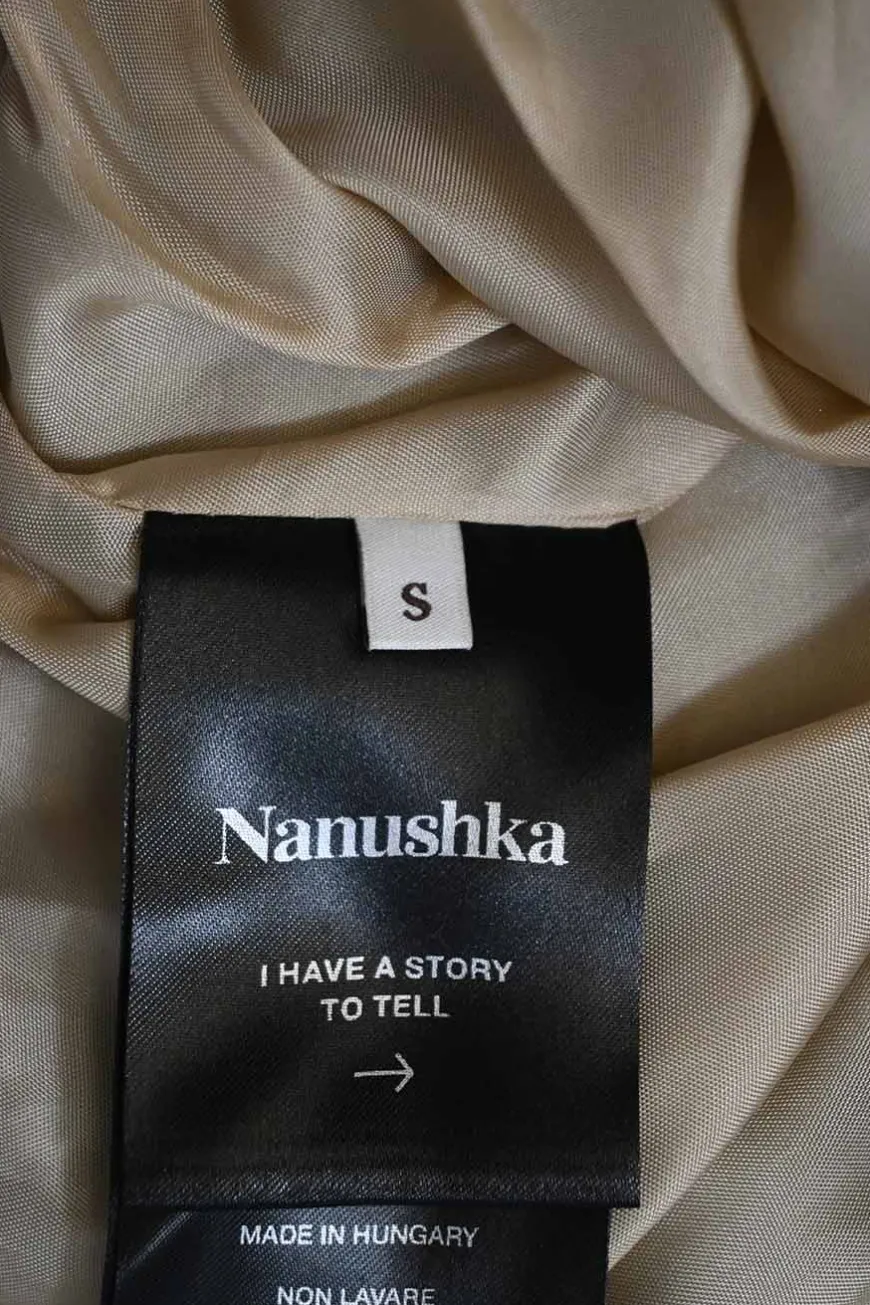 S
Nanushka
I HAVE A STORY
TO TELL
→
MADE IN HUNGARY
NON LAVARE